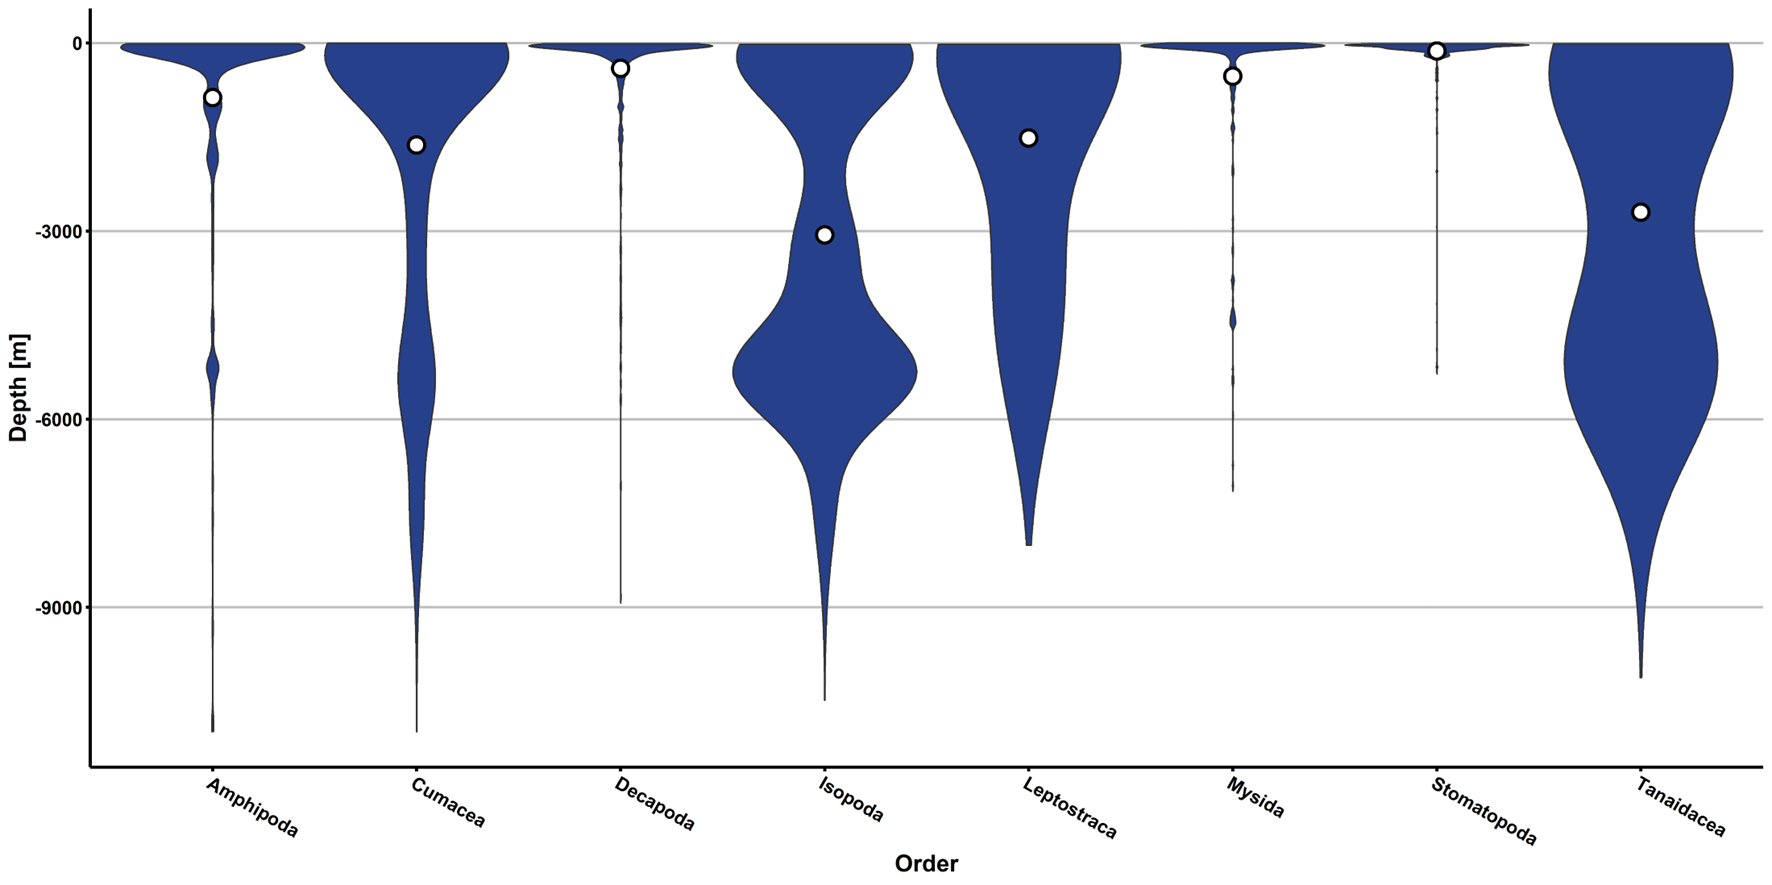 0
-3000
-6000
-9000
Depth [m]
Amphipoda
Cumacea
Decapoda
Isopoda
Leptostraca
Mysida
Stomatopoda
Tanaidacea
Order